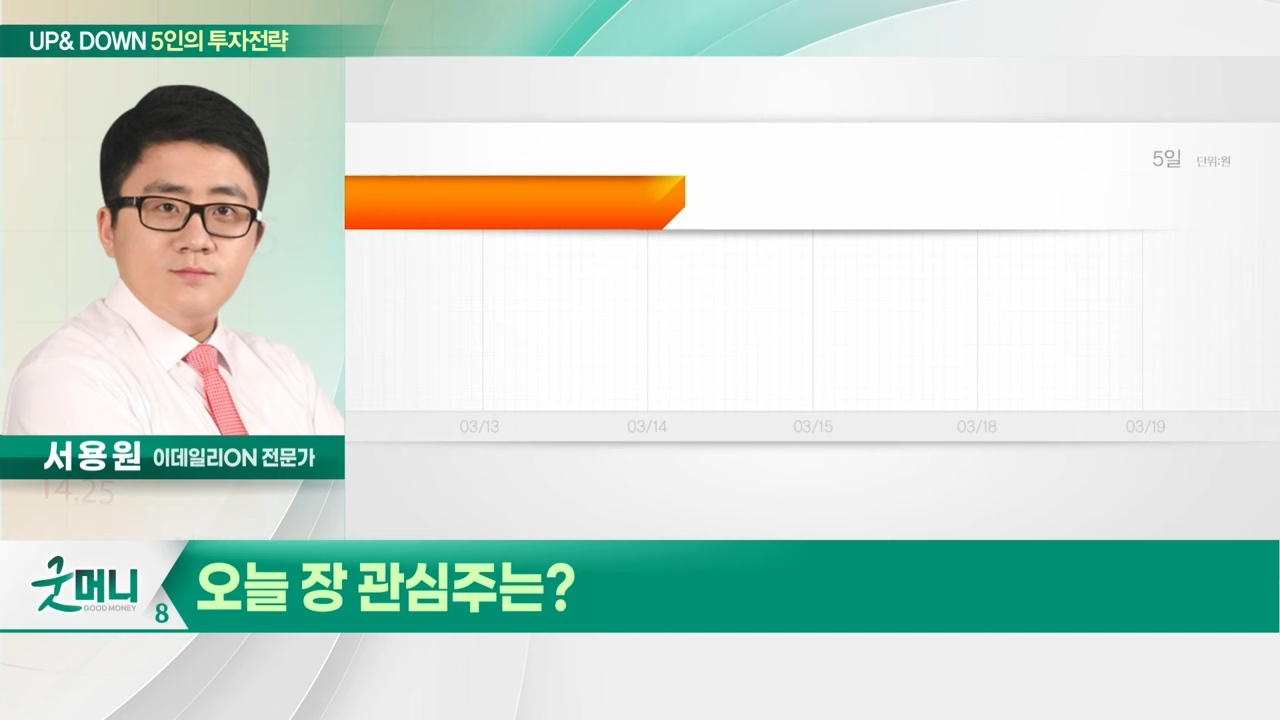 UP& DOWN 5인의 투자전략
5일 단위:원
03/13 03/14 03/15 03/18 03/19
서용원 이데일리ON 전문가
14.25
굿머니
GOOD MONEY
8
오늘 장 관심주는?